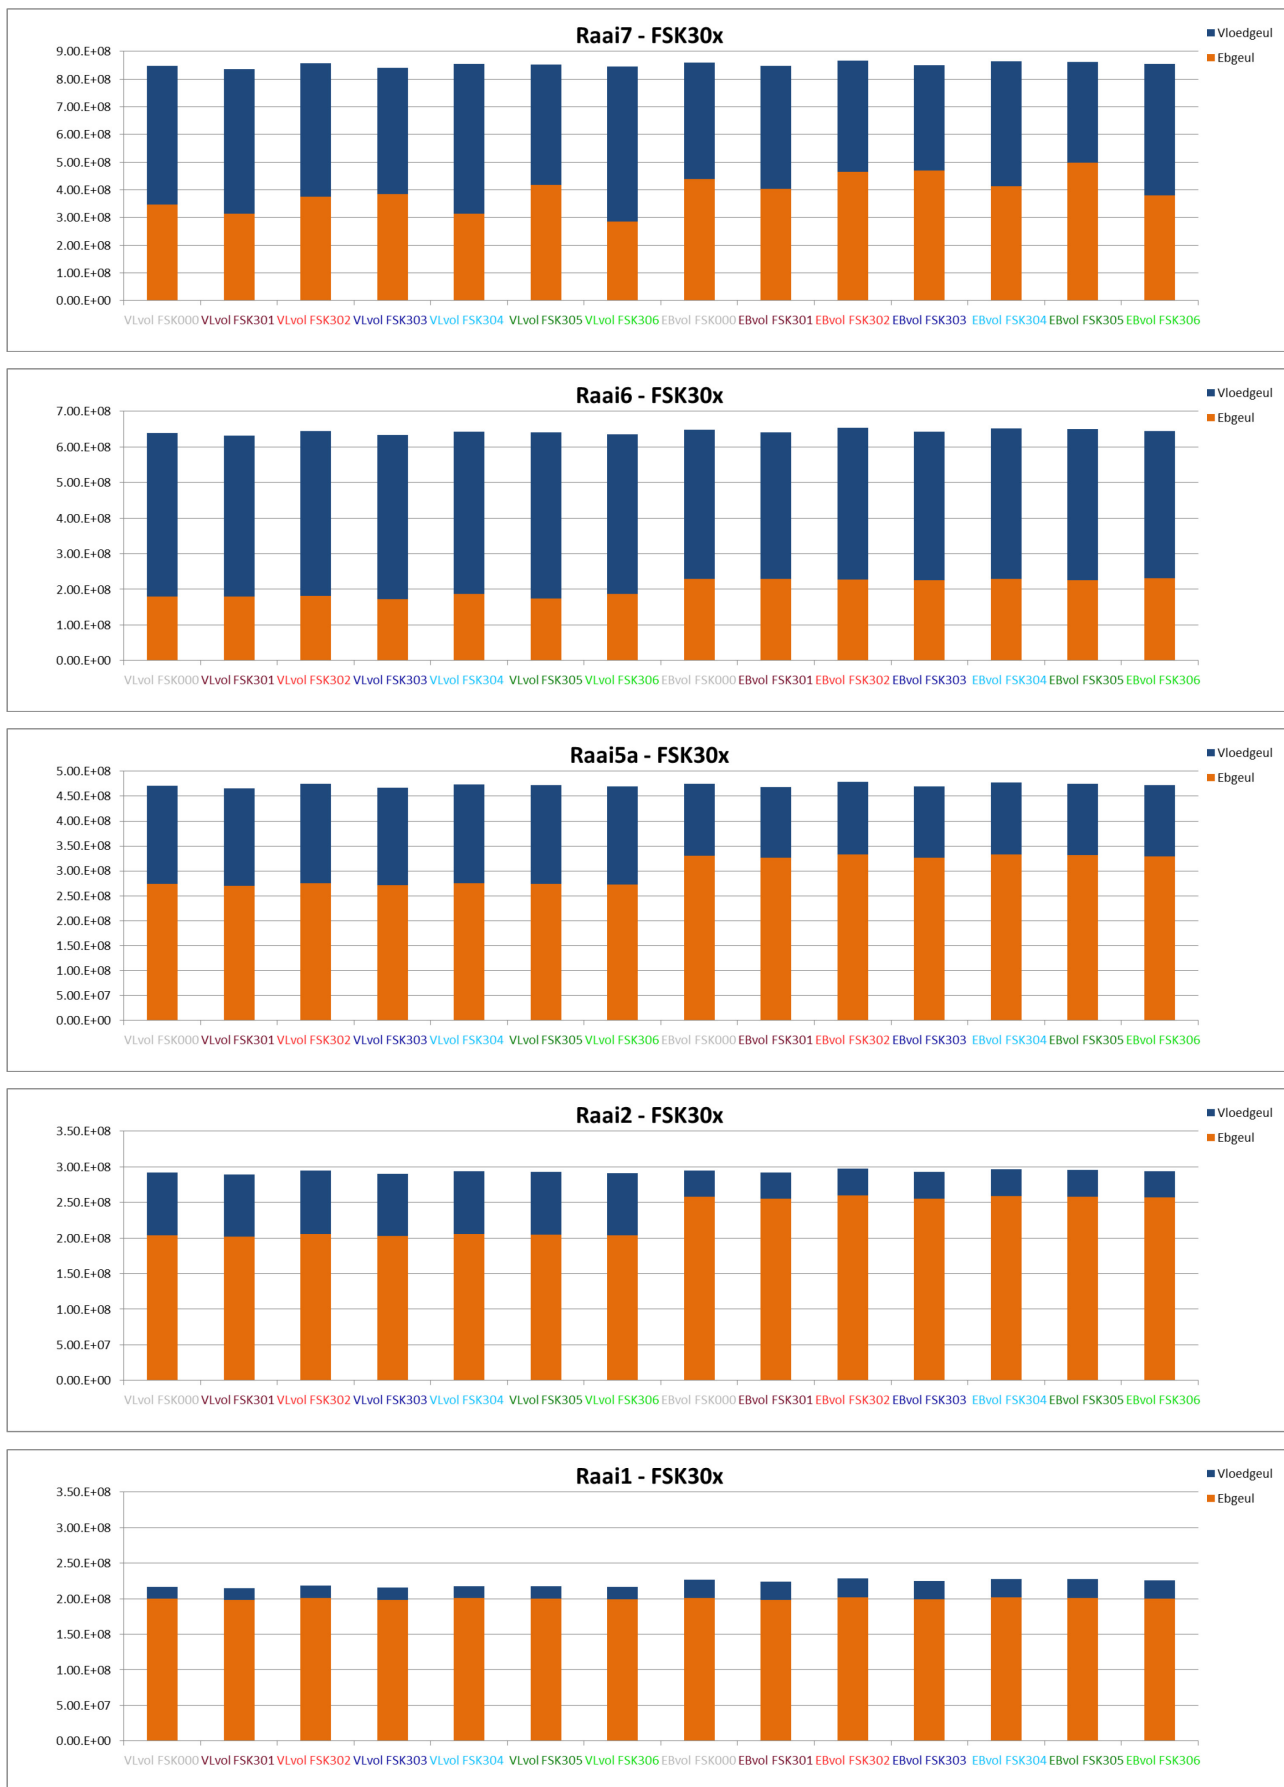 Raai7 - FSK30x
Vloedgeul
Ebgeul
9.00.E+08
8.00.E+08
7.00.E+08
6.00.E+08
5.00.E+08
4.00.E+08
3.00.E+08
2.00.E+08
1.00.E+08
0.00.E+00
VLvol FSK000 VLvol FSK301 VLvol FSK302 VLvol FSK303 VLvol FSK304 VLvol FSK305 VLvol FSK306 EBvol FSK000 EBvol FSK301 EBvol FSK302 EBvol FSK303 EBvol FSK304 EBvol FSK305 EBvol FSK306
Raai6 - FSK30x
Vloedgeul
Ebgeul
7.00.E+08
6.00.E+08
5.00.E+08
4.00.E+08
3.00.E+08
2.00.E+08
1.00.E+08
0.00.E+00
VLvol FSK000 VLvol FSK301 VLvol FSK302 VLvol FSK303 VLvol FSK304 VLvol FSK305 VLvol FSK306 EBvol FSK000 EBvol FSK301 EBvol FSK302 EBvol FSK303 EBvol FSK304 EBvol FSK305 EBvol FSK306
Raai5a - FSK30x
Vloedgeul
Ebgeul
5.00.E+08
4.50.E+08
4.00.E+08
3.50.E+08
3.00.E+08
2.50.E+08
2.00.E+08
1.50.E+08
1.00.E+08
5.00.E+07
0.00.E+00
VLvol FSK000 VLvol FSK301 VLvol FSK302 VLvol FSK303 VLvol FSK304 VLvol FSK305 VLvol FSK306 EBvol FSK000 EBvol FSK301 EBvol FSK302 EBvol FSK303 EBvol FSK304 EBvol FSK305 EBvol FSK306
Raai2 - FSK30x
Vloedgeul
Ebgeul
3.50.E+08
3.00.E+08
2.50.E+08
2.00.E+08
1.50.E+08
1.00.E+08
5.00.E+07
0.00.E+00
VLvol FSK000 VLvol FSK301 VLvol FSK302 VLvol FSK303 VLvol FSK304 VLvol FSK305 VLvol FSK306 EBvol FSK000 EBvol FSK301 EBvol FSK302 EBvol FSK303 EBvol FSK304 EBvol FSK305 EBvol FSK306
Raai1 - FSK30x
Vloedgeul
Ebgeul
3.50.E+08
3.00.E+08
2.50.E+08
2.00.E+08
1.50.E+08
1.00.E+08
5.00.E+07
0.00.E+00
VLvol FSK000 VLvol FSK301 VLvol FSK302 VLvol FSK303 VLvol FSK304 VLvol FSK305 VLvol FSK306 EBvol FSK000 EBvol FSK301 EBvol FSK302 EBvol FSK303 EBvol FSK304 EBvol FSK305 EBvol FSK306